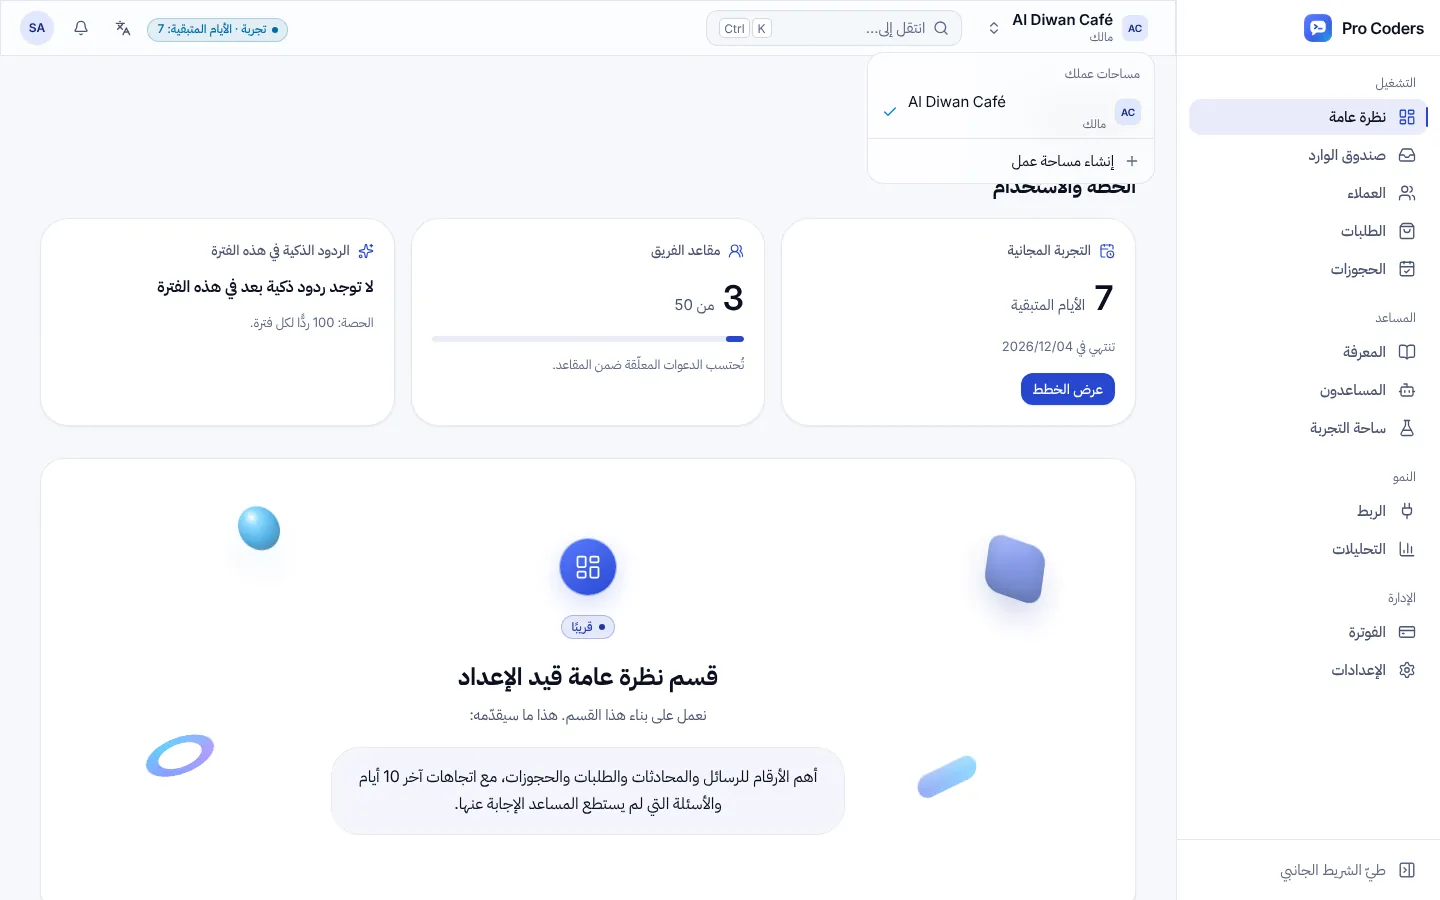 Pro Coders
التشغيل
نظرة عامة
صندوق الوارد
العملاء
الطلبات
الحجوزات
المساعد
المعرفة
المساعدون
ساحة التجربة
النمو
الربط
التحليلات
الإدارة
الفوترة
الإعدادات
طيّ الشريط الجانبي
AC
Al Diwan Café
مالك
انتقل إلى...
Ctrl K
تجربة · الأيام المتبقية: 7
SA
مساحات عملك
AC
Al Diwan Café
مالك
إنشاء مساحة عمل
الخطة والاستخدام
التجربة المجانية
7 الأيام المتبقية
تنتهي في 2026/12/04
عرض الخطط
مقاعد الفريق
3 من 50
تُحتسب الدعوات المعلّقة ضمن المقاعد.
الردود الذكية في هذه الفترة
لا توجد ردود ذكية بعد في هذه الفترة
الحصة: 100 ردًّا لكل فترة.
قريبًا
قسم نظرة عامة قيد الإعداد
نعمل على بناء هذا القسم. هذا ما سيقدّمه:
أهم الأرقام للرسائل والمحادثات والطلبات والحجوزات، مع اتجاهات آخر 10 أيام
والأسئلة التي لم يستطع المساعد الإجابة عنها.